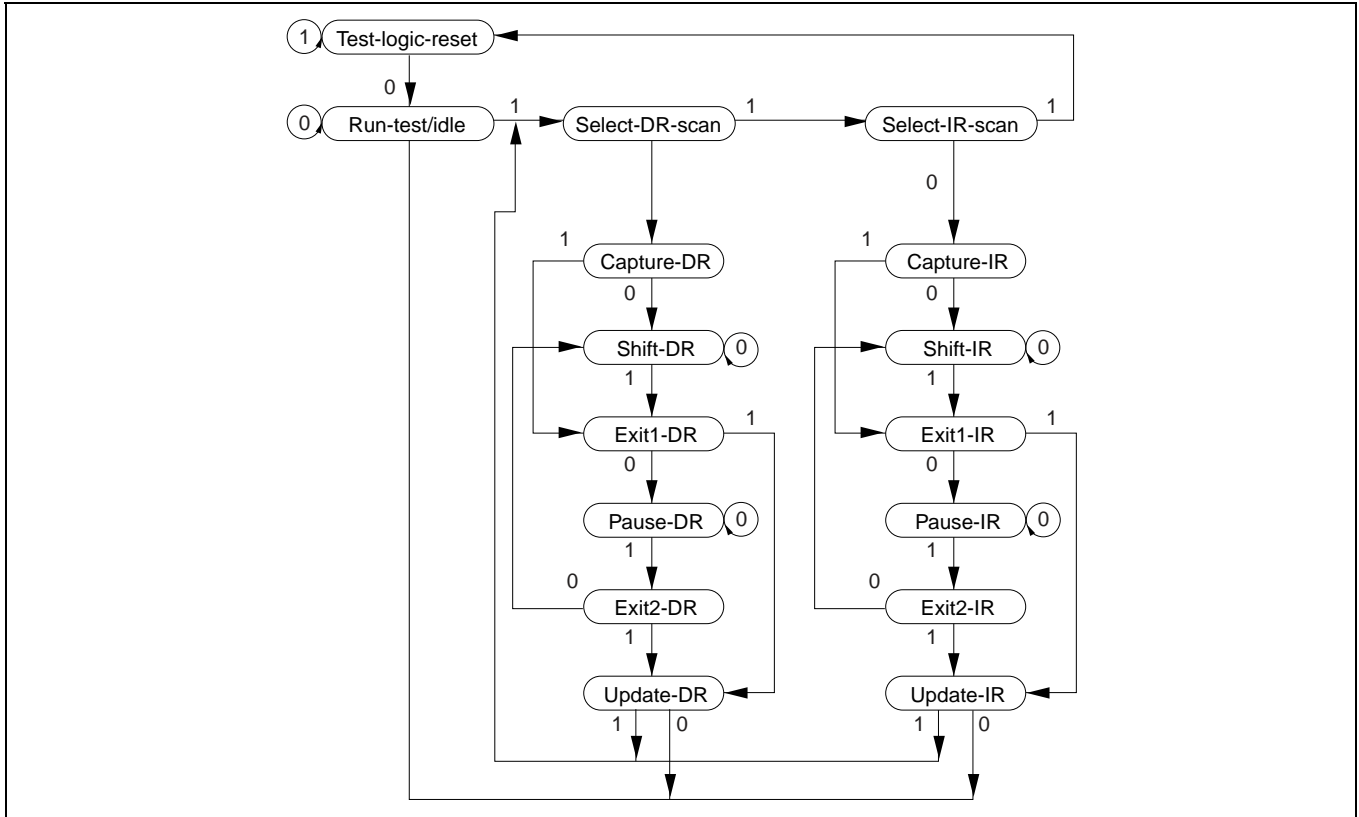 1 Test-logic-reset
0
0 Run-test/idle 1 Select-DR-scan 1 Select-IR-scan 1
0
1 Capture-DR 1 Capture-IR
0 0
Shift-DR 0 Shift-IR 0
1 1
Exit1-DR 1 Exit1-IR 1
0 0
Pause-DR 0 Pause-IR 0
1 1
0 Exit2-DR 0 Exit2-IR
1 1
Update-DR Update-IR
1 0 1 0